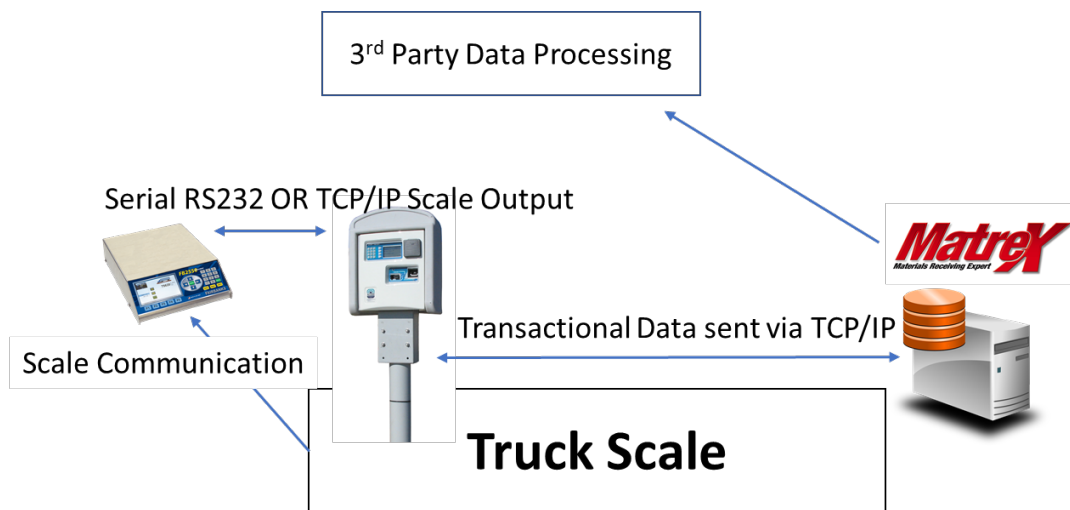 3rd Party Data Processing
Serial RS232 OR TCP/IP Scale Output
Matrex
Materials Receiving Expert
FB2558
Transactional Data sent via TCP/IP
Scale Communication
Truck Scale